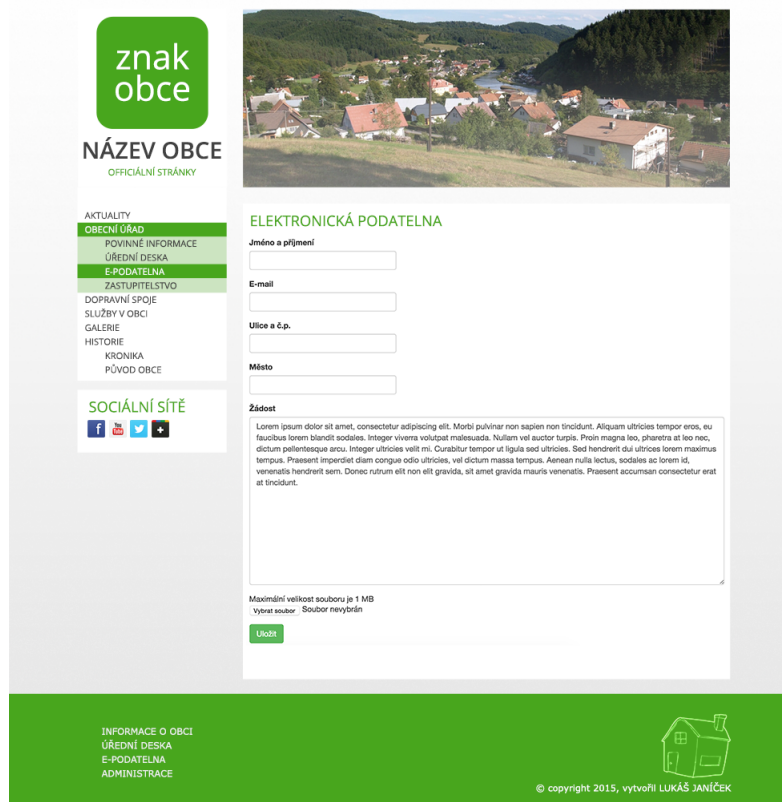 znak
obce
NÁZEV OBCE
OFFICIÁLNÍ STRÁNKY
AKTUALITY
OBECNÍ ÚŘAD
POVINNÉ INFORMACE
ÚŘEDNÍ DESKA
E-PODATELNA
ZASTUPITELSTVO
DOPRAVNÍ SPOJE
SLUŽBY V OBCI
GALERIE
HISTORIE
KRONIKA
PŮVOD OBCE
SOCIÁLNÍ SÍTĚ
f You Tube +
ELEKTRONICKÁ PODATELNA
Jméno a příjmení
E-mail
Ulice a č.p.
Město
Žádost
Lorem ipsum dolor sit amet, consectetur adipiscing elit. Morbi pulvinar non sapien non tincidunt. Aliquam ultricies tempor eros, eu
faucibus lorem blandit sodales. Integer viverra volutpat malesuada. Nullam vel auctor turpis. Proin magna leo, pharetra at leo nec,
dictum pellentesque arcu. Integer ultricies velit mi. Curabitur tempor ut ligula sed ultricies. Sed hendrerit dui ultrices lorem maximus
tempus. Praesent imperdiet diam congue odio ultricies, vel dictum massa tempus. Aenean nulla lectus, sodales ac lorem id,
venenatis hendrerit sem. Donec rutrum elit non elit gravida, sit amet gravida mauris venenatis. Praesent accumsan consectetur erat
at tincidunt.
Maximální velikost souboru je 1 MB
Vybrat soubor Soubor nevybrán
Uložit
INFORMACE O OBCI
ÚŘEDNÍ DESKA
E-PODATELNA
ADMINISTRACE
© copyright 2015, vytvořil LUKÁŠ JANÍČEK